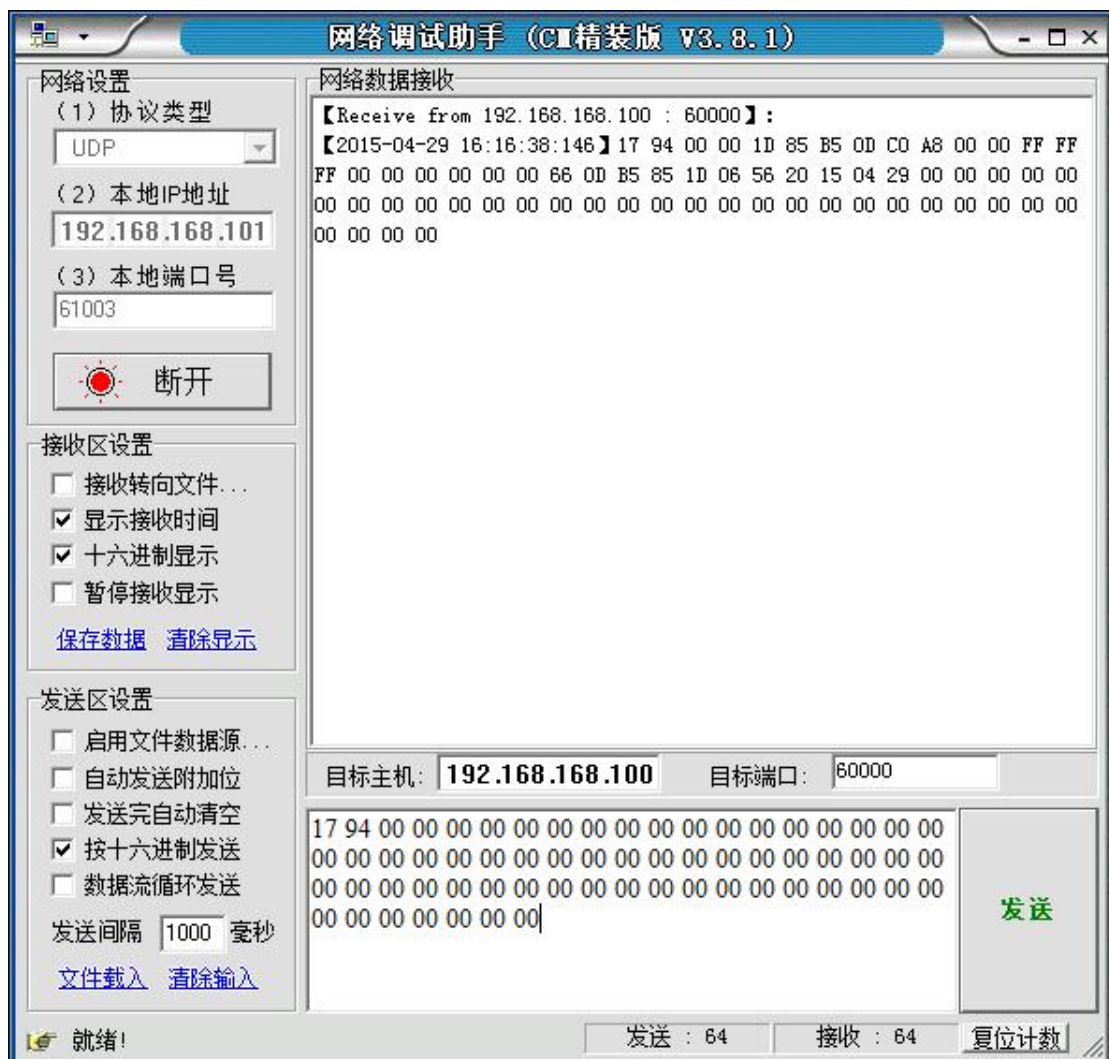 网络调试助手 (CM精装版 V3.8.1)
网络设置
(1) 协议类型
UDP
(2) 本地IP地址
192.168.168.101
(3) 本地端口号
61003
断开
接收区设置
接收转向文件...
显示接收时间
十六进制显示
暂停接收显示
保存数据 清除显示
发送区设置
启用文件数据源...
自动发送附加位
发送完自动清空
按十六进制发送
数据流循环发送
发送间隔 1000 毫秒
文件载入 清除输入
网络数据接收
【Receive from 192.168.168.100 : 60000】:
【2015-04-29 16:16:38:146】17 94 00 00 1D 85 B5 0D C0 A8 00 00 FF FF
FF 00 00 00 00 00 00 66 0D B5 85 1D 06 56 20 15 04 29 00 00 00 00 00
00 00 00 00 00 00 00 00 00 00 00 00 00 00 00 00 00 00 00 00 00 00
00 00 00 00
目标主机: 192.168.168.100 目标端口: 60000
17 94 00 00 00 00 00 00 00 00 00 00 00 00 00 00 00 00 00
00 00 00 00 00 00 00 00 00 00 00 00 00 00 00 00 00 00 00
00 00 00 00 00 00 00 00 00 00 00 00 00 00 00 00 00 00 00
00 00 00 00 00 00 00
发送
就绪!
发送 : 64 接收 : 64 复位计数